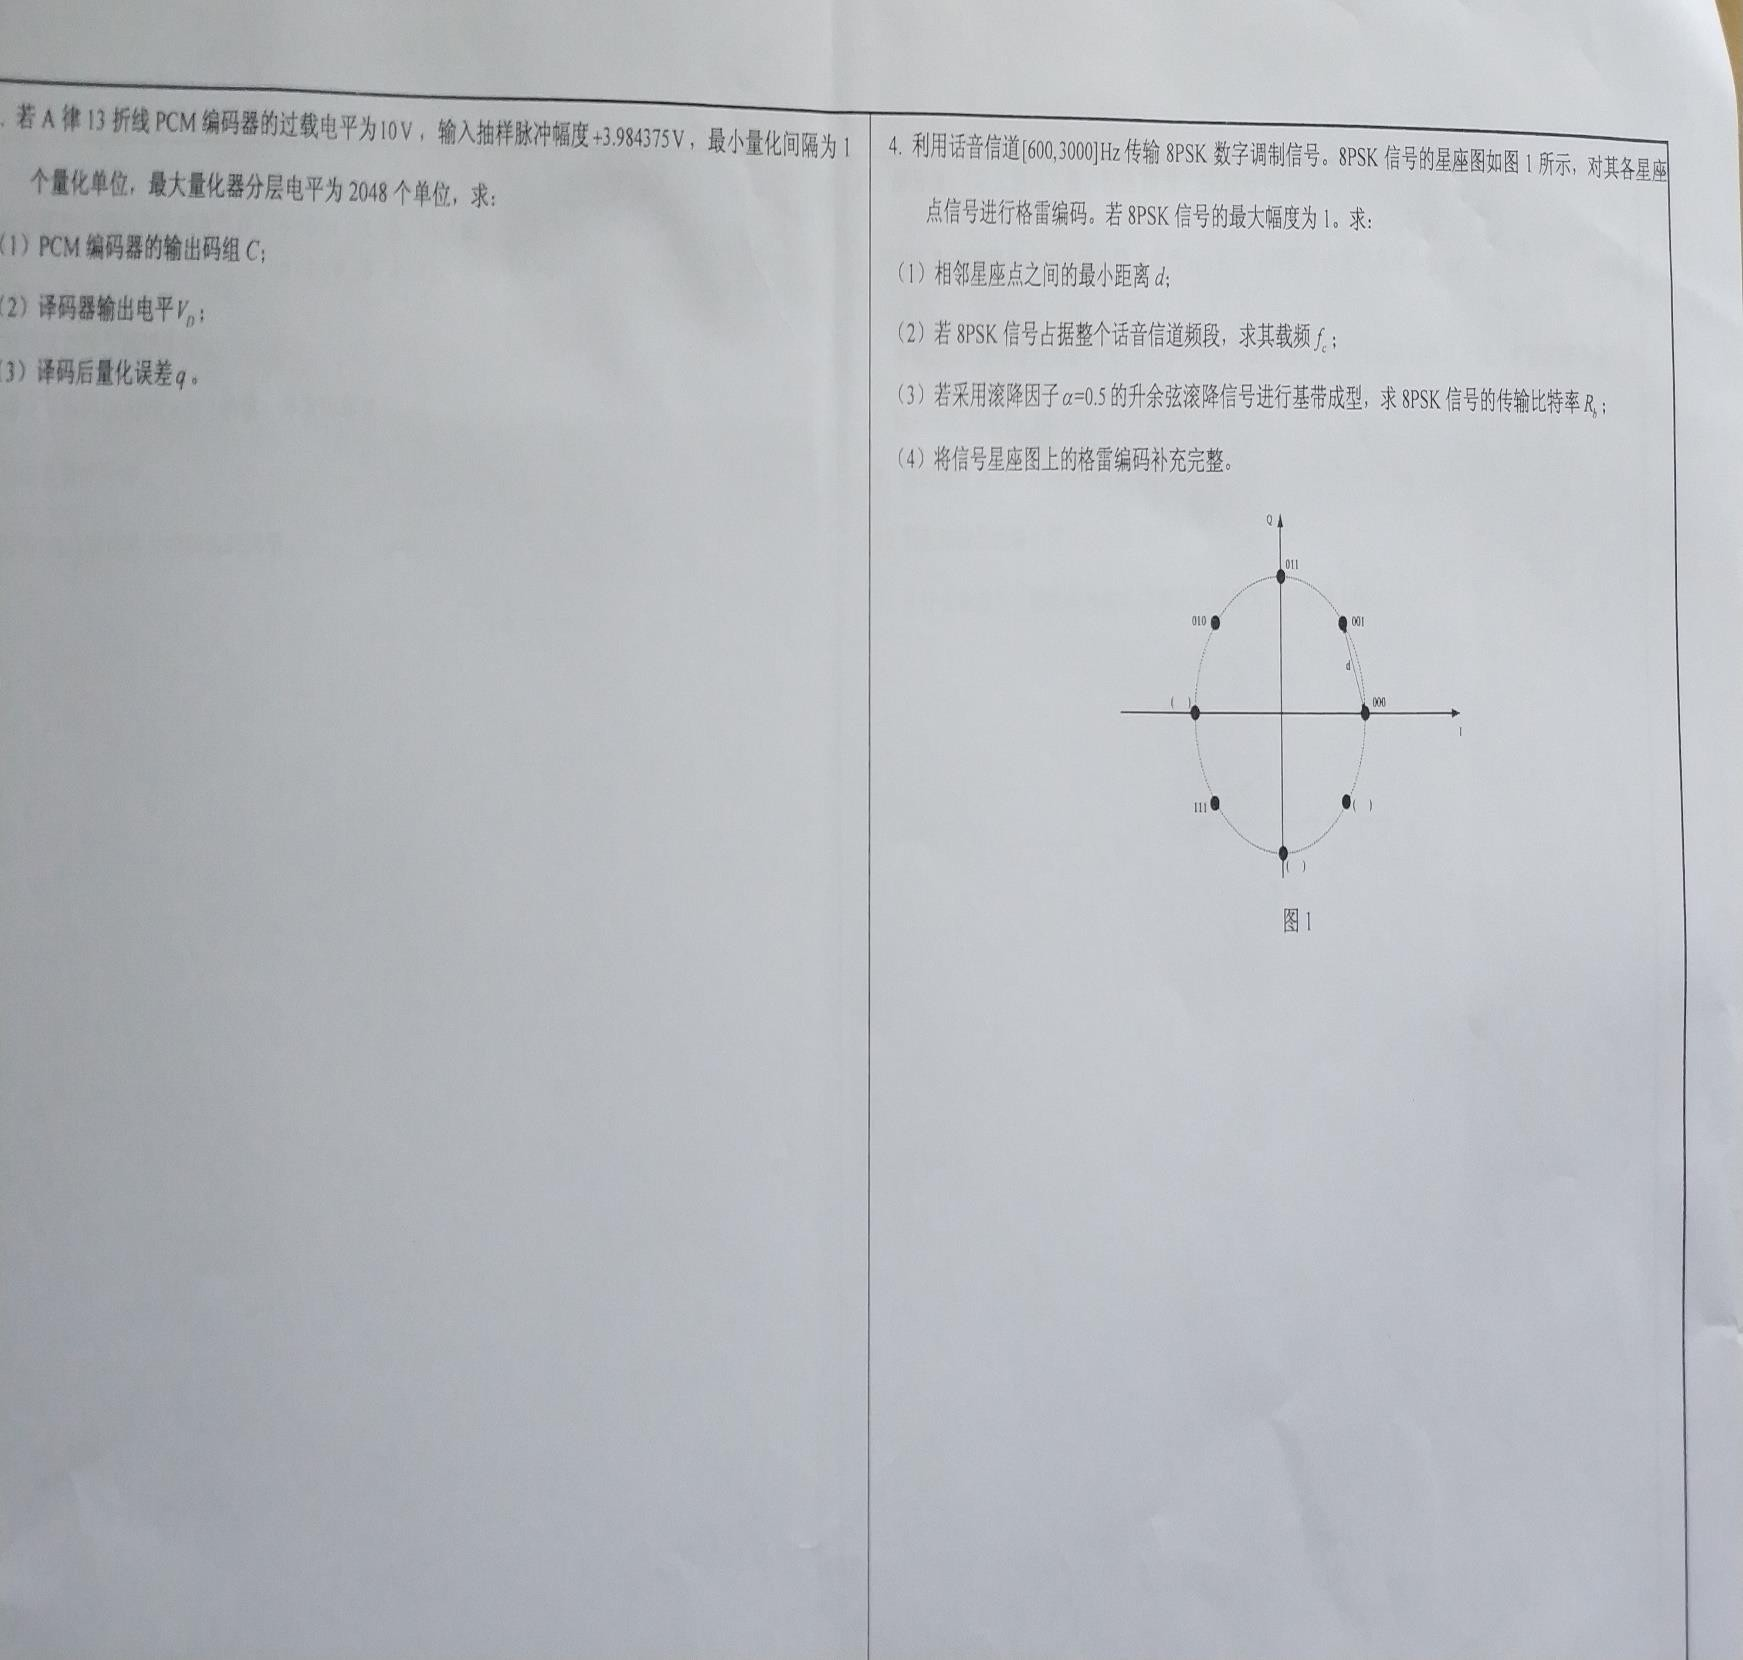 . 若 A 律 13 折线 PCM 编码器的过载电平为10V，输入抽样脉冲幅度+3.984375V，最小量化间隔为 1
个量化单位，最大量化器分层电平为 2048 个单位，求：
（1）PCM 编码器的输出码组 C；
（2）译码器输出电平V_D；
（3）译码后量化误差q。
4. 利用话音信道[600,3000]Hz 传输 8PSK 数字调制信号。8PSK 信号的星座图如图 1 所示，对其各星座
点信号进行格雷编码。若 8PSK 信号的最大幅度为 1。求：
（1）相邻星座点之间的最小距离 d；
（2）若 8PSK 信号占据整个话音信道频段，求其载频 f_c；
（3）若采用滚降因子α=0.5 的升余弦滚降信号进行基带成型，求 8PSK 信号的传输比特率 R_b；
（4）将信号星座图上的格雷编码补充完整。
Q
011
010
001
d
( )
000
I
111
( )
( )
图 1